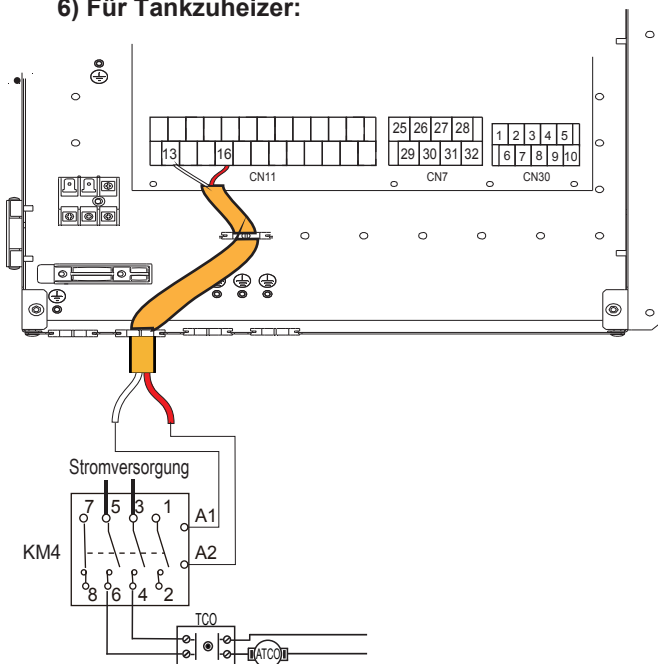 6) Für Tankzuheizer:
25 26 27 28
1 2 3 4 5
13 16
29 30 31 32
6 7 8 9 10
CN11
CN7
CN30
Stromversorgung
7 5 3 1
A1
KM4
A2
8 6 4 2
TCO
ATCO